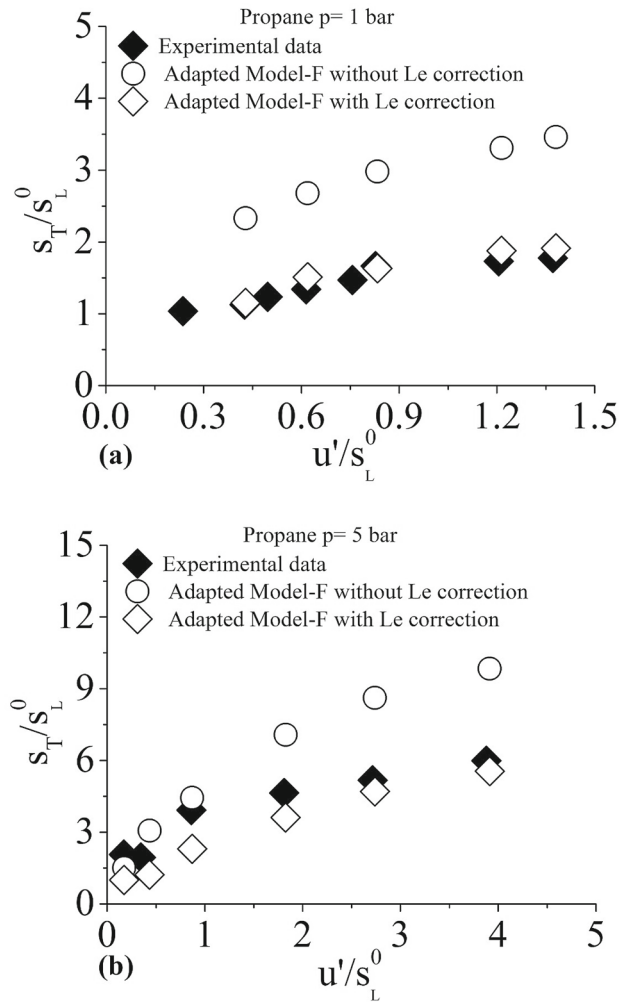 Propane p= 1 bar
Experimental data
Adapted Model-F without Le correction
Adapted Model-F with Le correction
5
4
3
2
1
0
s_T/s_L^0
0.0 0.3 0.6 0.9 1.2 1.5
(a)
u'/s_L^0
Propane p= 5 bar
Experimental data
Adapted Model-F without Le correction
Adapted Model-F with Le correction
15
12
9
6
3
0
s_T/s_L^0
0 1 2 3 4 5
(b)
u'/s_L^0